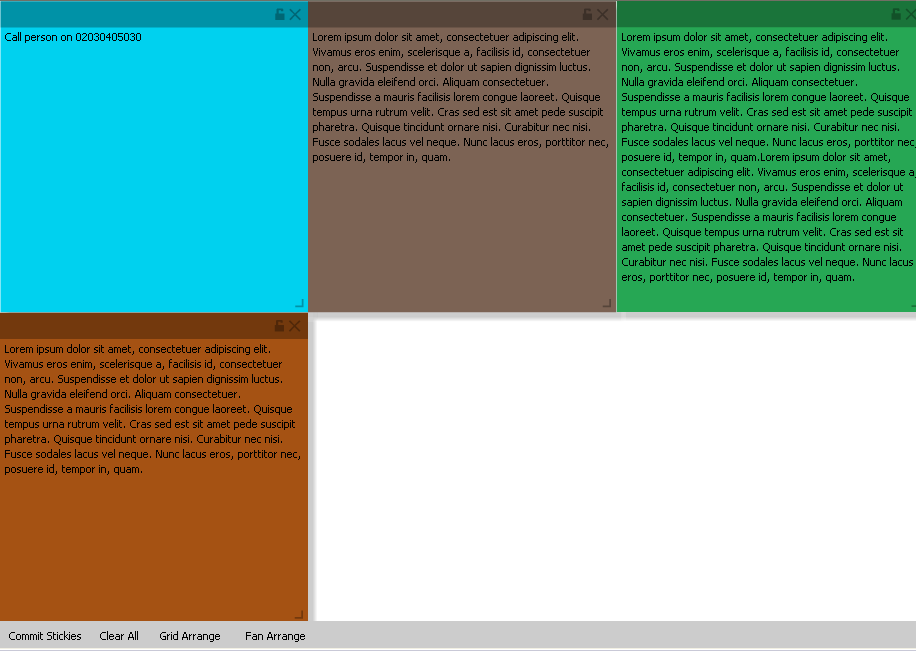 Call person on 02030405030
Lorem ipsum dolor sit amet, consectetuer adipiscing elit.
Vivamus eros enim, scelerisque a, facilisis id, consectetuer
non, arcu. Suspendisse et dolor ut sapien dignissim luctus.
Nulla gravida eleifend orci. Aliquam consectetuer.
Suspendisse a mauris facilisis lorem congue laoreet. Quisque
tempus urna rutrum velit. Cras sed est sit amet pede suscipit
pharetra. Quisque tincidunt ornare nisi. Curabitur nec nisi.
Fusce sodales lacus vel neque. Nunc lacus eros, porttitor nec,
posuere id, tempor in, quam.
Lorem ipsum dolor sit amet, consectetuer adipiscing elit.
Vivamus eros enim, scelerisque a, facilisis id, consectetuer
non, arcu. Suspendisse et dolor ut sapien dignissim luctus.
Nulla gravida eleifend orci. Aliquam consectetuer.
Suspendisse a mauris facilisis lorem congue laoreet. Quisque
tempus urna rutrum velit. Cras sed est sit amet pede suscipit
pharetra. Quisque tincidunt ornare nisi. Curabitur nec nisi.
Fusce sodales lacus vel neque. Nunc lacus eros, porttitor nec,
posuere id, tempor in, quam.Lorem ipsum dolor sit amet,
consectetuer adipiscing elit. Vivamus eros enim, scelerisque a,
facilisis id, consectetuer non, arcu. Suspendisse et dolor ut
sapien dignissim luctus. Nulla gravida eleifend orci. Aliquam
consectetuer. Suspendisse a mauris facilisis lorem congue
laoreet. Quisque tempus urna rutrum velit. Cras sed est sit
amet pede suscipit pharetra. Quisque tincidunt ornare nisi.
Curabitur nec nisi. Fusce sodales lacus vel neque. Nunc lacus
eros, porttitor nec, posuere id, tempor in, quam.
Lorem ipsum dolor sit amet, consectetuer adipiscing elit.
Vivamus eros enim, scelerisque a, facilisis id, consectetuer
non, arcu. Suspendisse et dolor ut sapien dignissim luctus.
Nulla gravida eleifend orci. Aliquam consectetuer.
Suspendisse a mauris facilisis lorem congue laoreet. Quisque
tempus urna rutrum velit. Cras sed est sit amet pede suscipit
pharetra. Quisque tincidunt ornare nisi. Curabitur nec nisi.
Fusce sodales lacus vel neque. Nunc lacus eros, porttitor nec,
posuere id, tempor in, quam.
Commit Stickies Clear All Grid Arrange Fan Arrange